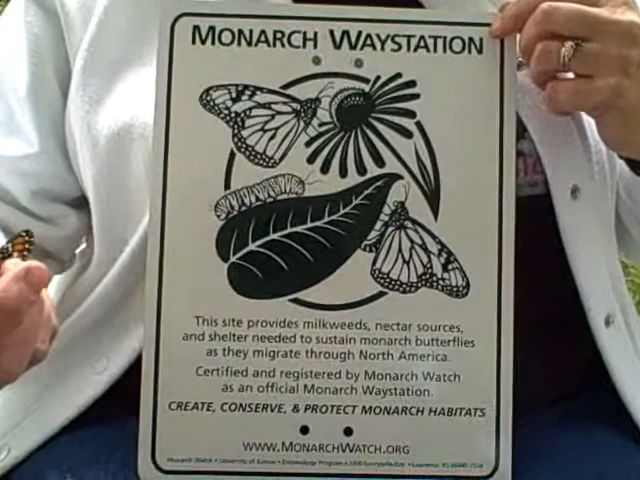 MONARCH WAYSTATION
This site provides milkweeds, nectar sources,
and shelter needed to sustain monarch butterflies
as they migrate through North America.
Certified and registered by Monarch Watch
as an official Monarch Waystation.
CREATE, CONSERVE, & PROTECT MONARCH HABITATS
WWW.MONARCHWATCH.ORG
Monarch Watch • University of Kansas • Entomology Program •